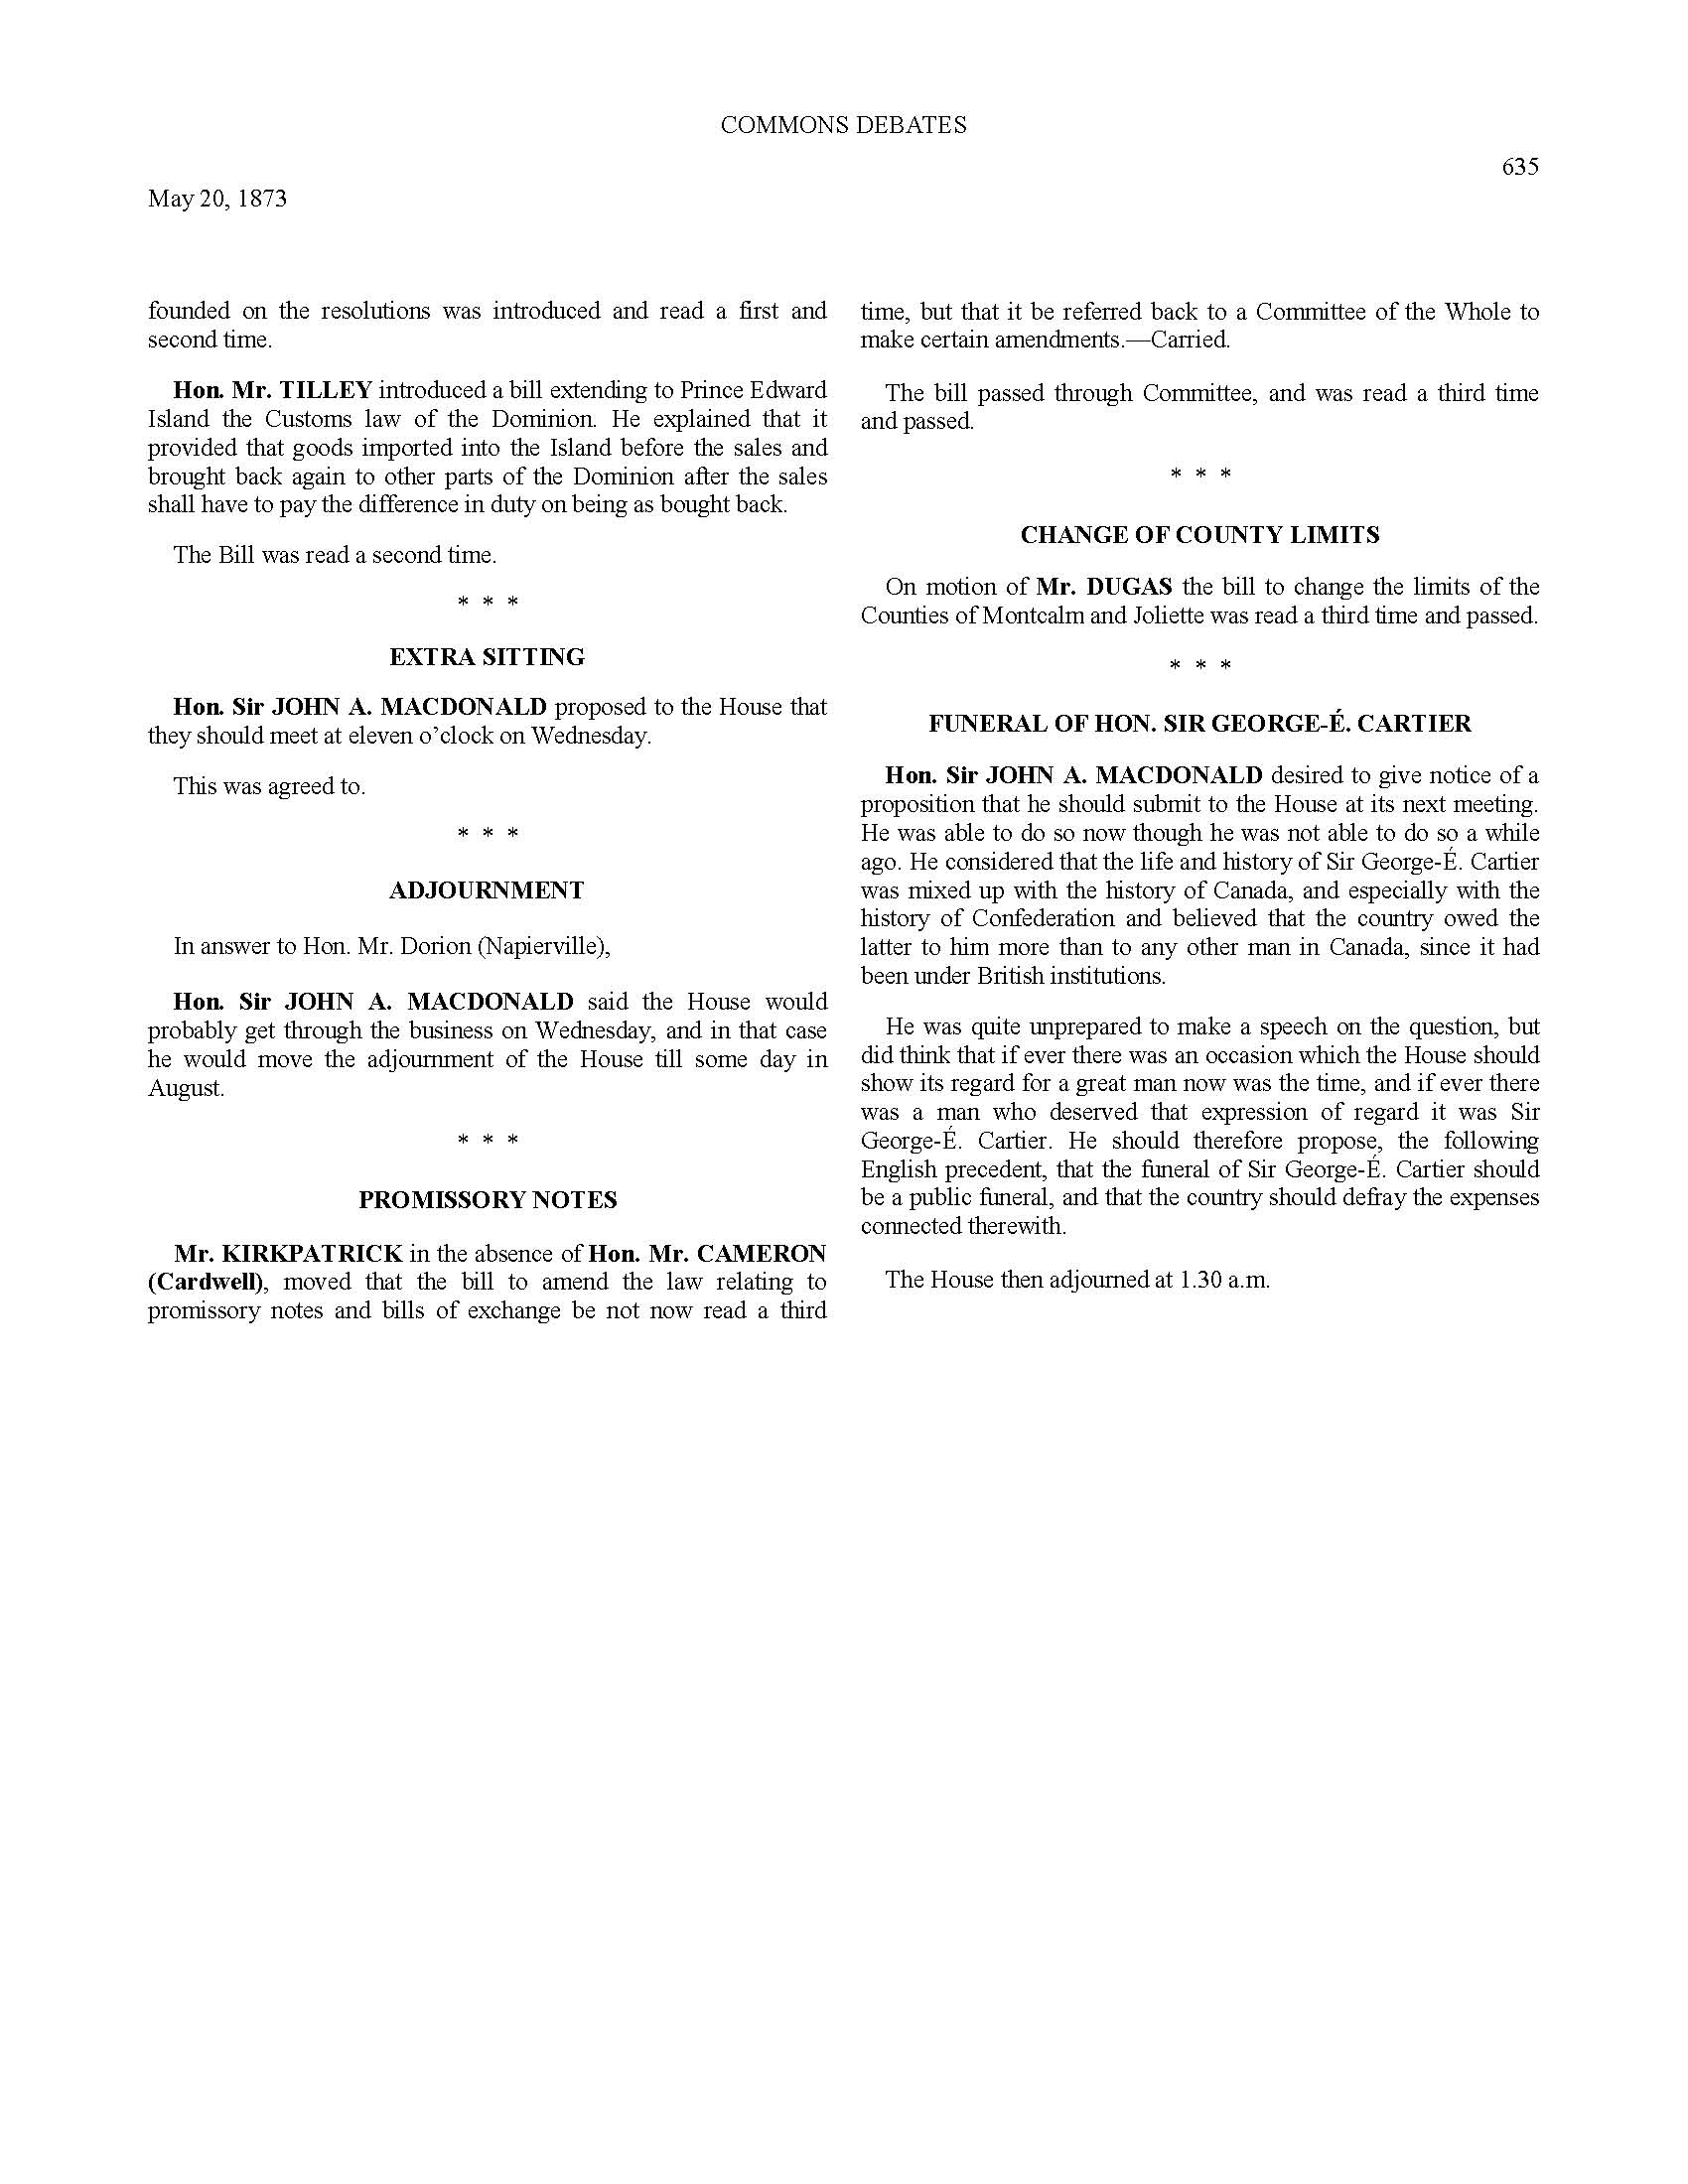 COMMONS DEBATES
635
May 20, 1873
founded on the resolutions was introduced and read a first and
second time.
Hon. Mr. TILLEY introduced a bill extending to Prince Edward
Island the Customs law of the Dominion. He explained that it
provided that goods imported into the Island before the sales and
brought back again to other parts of the Dominion after the sales
shall have to pay the difference in duty on being as bought back.
The Bill was read a second time.
* * *
EXTRA SITTING
Hon. Sir JOHN A. MACDONALD proposed to the House that
they should meet at eleven o’clock on Wednesday.
This was agreed to.
* * *
ADJOURNMENT
In answer to Hon. Mr. Dorion (Napierville),
Hon. Sir JOHN A. MACDONALD said the House would
probably get through the business on Wednesday, and in that case
he would move the adjournment of the House till some day in
August.
* * *
PROMISSORY NOTES
Mr. KIRKPATRICK in the absence of Hon. Mr. CAMERON
(Cardwell), moved that the bill to amend the law relating to
promissory notes and bills of exchange be not now read a third
time, but that it be referred back to a Committee of the Whole to
make certain amendments.—Carried.
The bill passed through Committee, and was read a third time
and passed.
* * *
CHANGE OF COUNTY LIMITS
On motion of Mr. DUGAS the bill to change the limits of the
Counties of Montcalm and Joliette was read a third time and passed.
* * *
FUNERAL OF HON. SIR GEORGE-É. CARTIER
Hon. Sir JOHN A. MACDONALD desired to give notice of a
proposition that he should submit to the House at its next meeting.
He was able to do so now though he was not able to do so a while
ago. He considered that the life and history of Sir George-É. Cartier
was mixed up with the history of Canada, and especially with the
history of Confederation and believed that the country owed the
latter to him more than to any other man in Canada, since it had
been under British institutions.
He was quite unprepared to make a speech on the question, but
did think that if ever there was an occasion which the House should
show its regard for a great man now was the time, and if ever there
was a man who deserved that expression of regard it was Sir
George-É. Cartier. He should therefore propose, the following
English precedent, that the funeral of Sir George-É. Cartier should
be a public funeral, and that the country should defray the expenses
connected therewith.
The House then adjourned at 1.30 a.m.